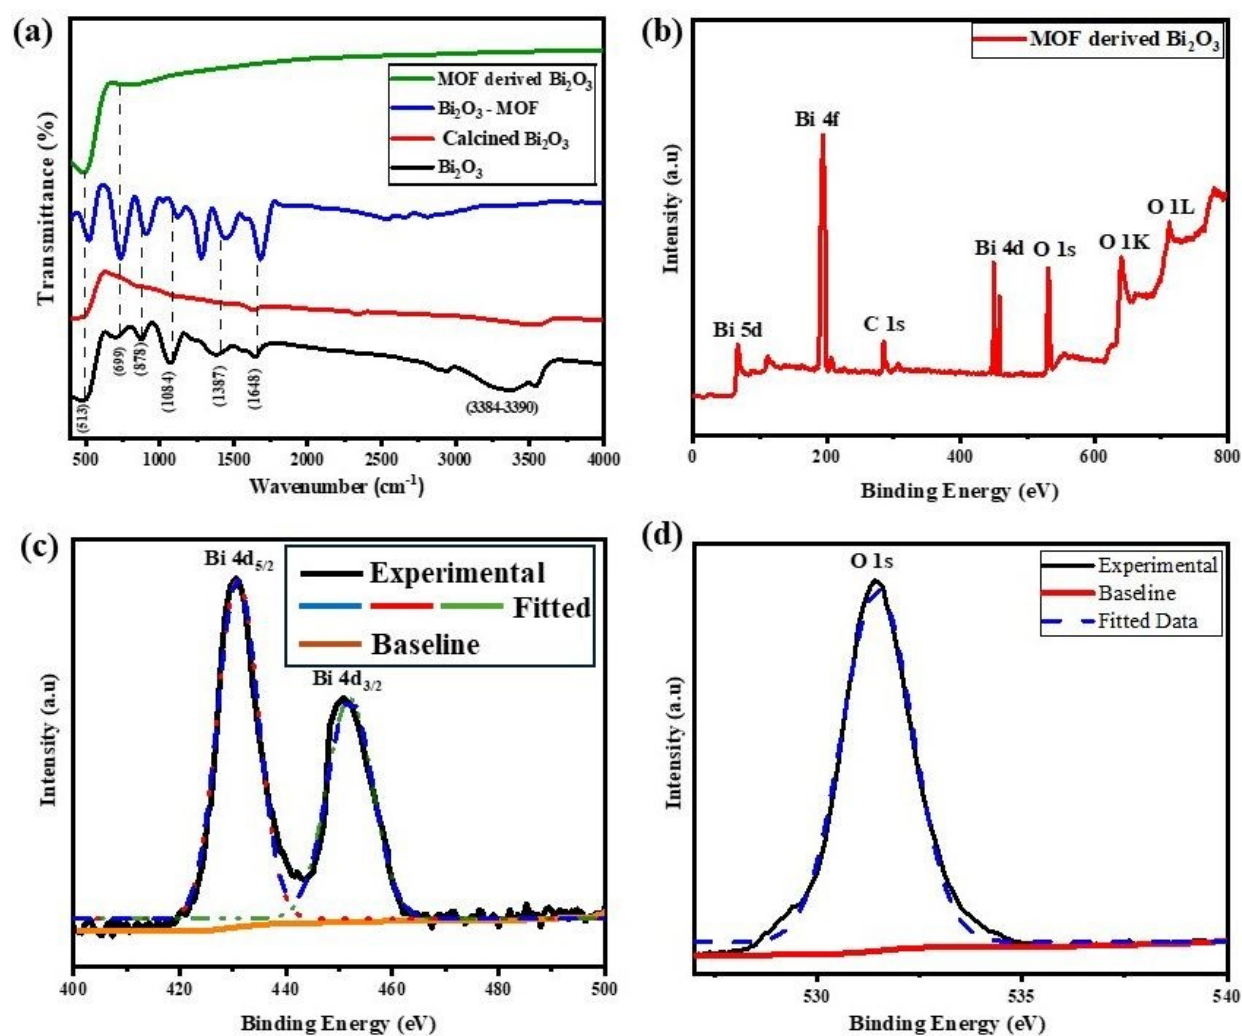 (a)
MOF derived Bi₂O₃
Bi₂O₃ - MOF
Calcined Bi₂O₃
Bi₂O₃
Transmittance (%)
(513)
(699)
(878)
(1084)
(1387)
(1648)
(3384-3390)
500 1000 1500 2000 2500 3000 3500 4000
Wavenumber (cm⁻¹)
(b)
MOF derived Bi₂O₃
Bi 4f
Bi 5d
C 1s
Bi 4d
O 1s
O 1K
O 1L
Intensity (a.u)
0 200 400 600 800
Binding Energy (eV)
(c)
Bi 4d₅/₂
Experimental
Fitted
Baseline
Bi 4d₃/₂
Intensity (a.u)
400 420 440 460 480 500
Binding Energy (eV)
(d)
O 1s
Experimental
Baseline
Fitted Data
Intensity (a.u)
530 535 540
Binding Energy (eV)